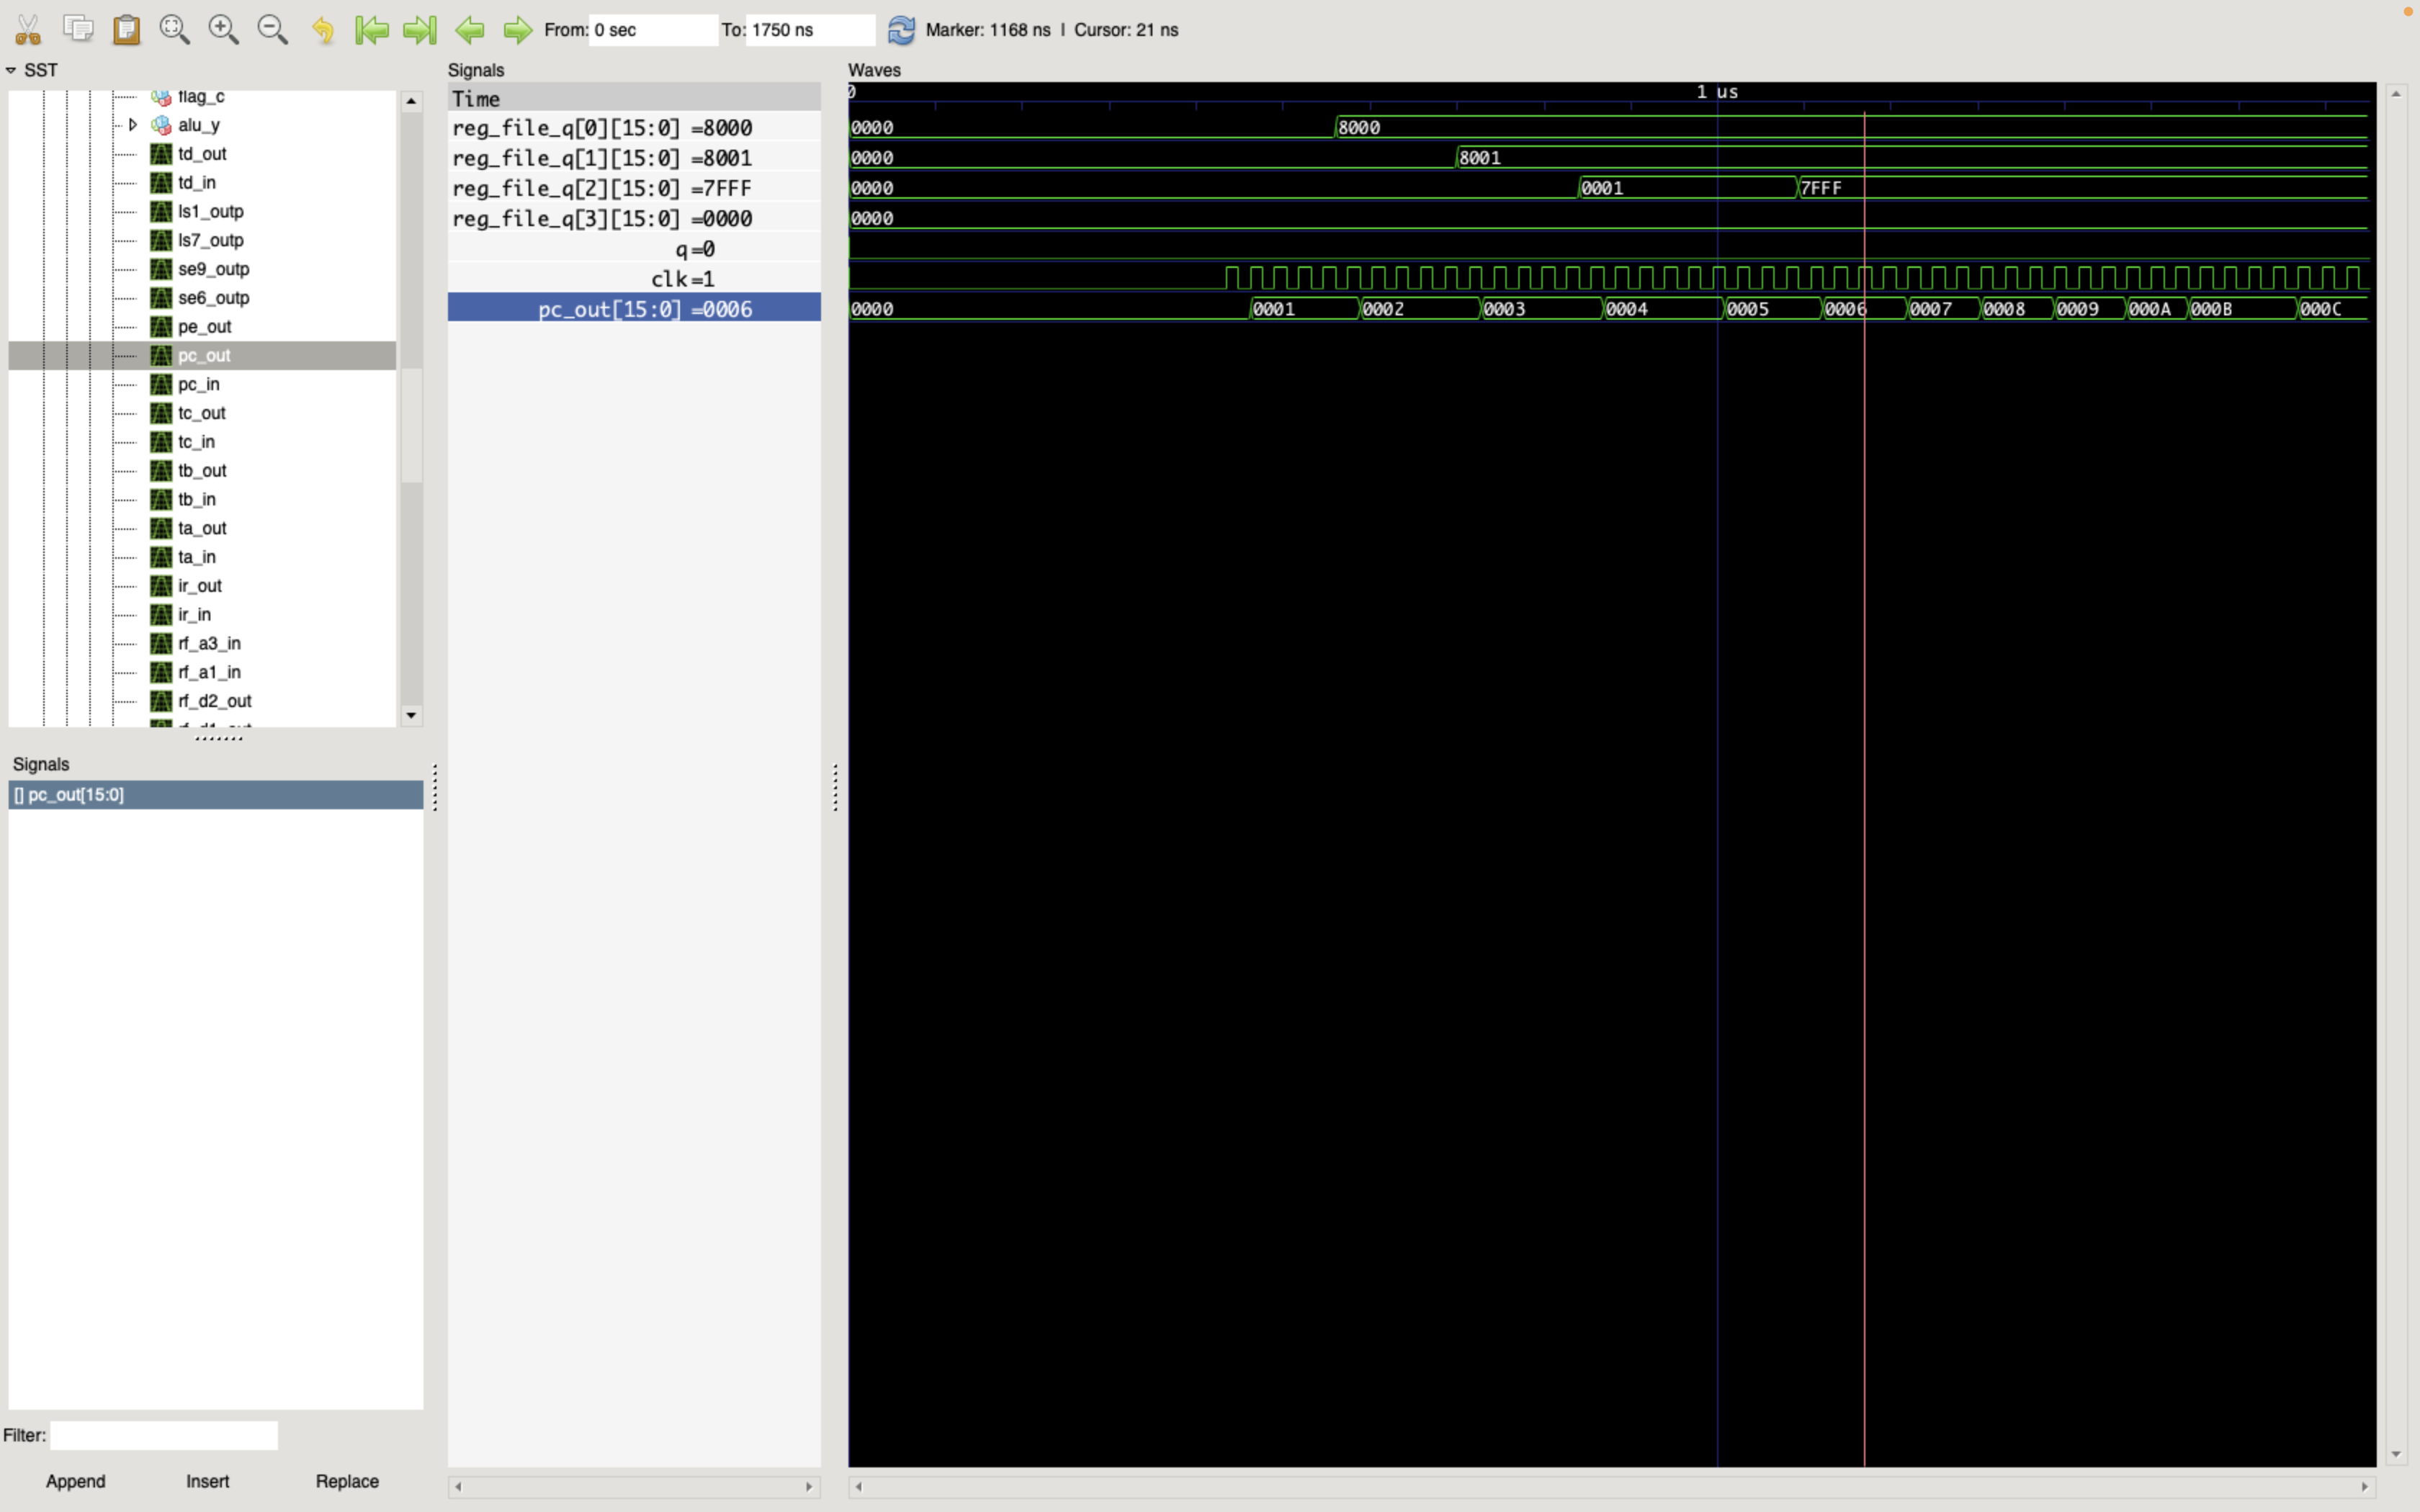 From: 0 sec To: 1750 ns Marker: 1168 ns | Cursor: 21 ns
SST
flag_c
alu_y
td_out
td_in
ls1_outp
ls7_outp
se9_outp
se6_outp
pe_out
pc_out
pc_in
tc_out
tc_in
tb_out
tb_in
ta_out
ta_in
ir_out
ir_in
rf_a3_in
rf_a1_in
rf_d2_out
Signals
[] pc_out[15:0]
Filter:
Append Insert Replace
Signals
Time
reg_file_q[0][15:0] =8000
reg_file_q[1][15:0] =8001
reg_file_q[2][15:0] =7FFF
reg_file_q[3][15:0] =0000
q=0
clk=1
pc_out[15:0] =0006
Waves
0 1 us
0000 8000
0000 8001
0000 0001 7FFF
0000
0000 0001 0002 0003 0004 0005 0006 0007 0008 0009 000A 000B 000C